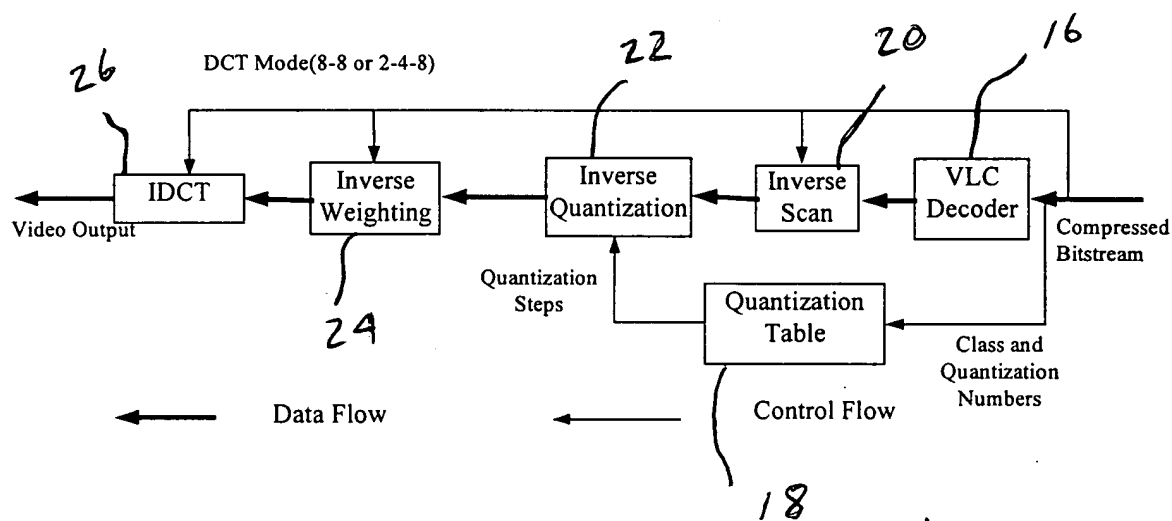 26
DCT Mode(8-8 or 2-4-8)
22
20
16
IDCT
Inverse
Weighting
Inverse
Quantization
Inverse
Scan
VLC
Decoder
Video Output
Compressed
Bitstream
24
Quantization
Steps
Quantization
Table
Class and
Quantization
Numbers
Data Flow
Control Flow
18